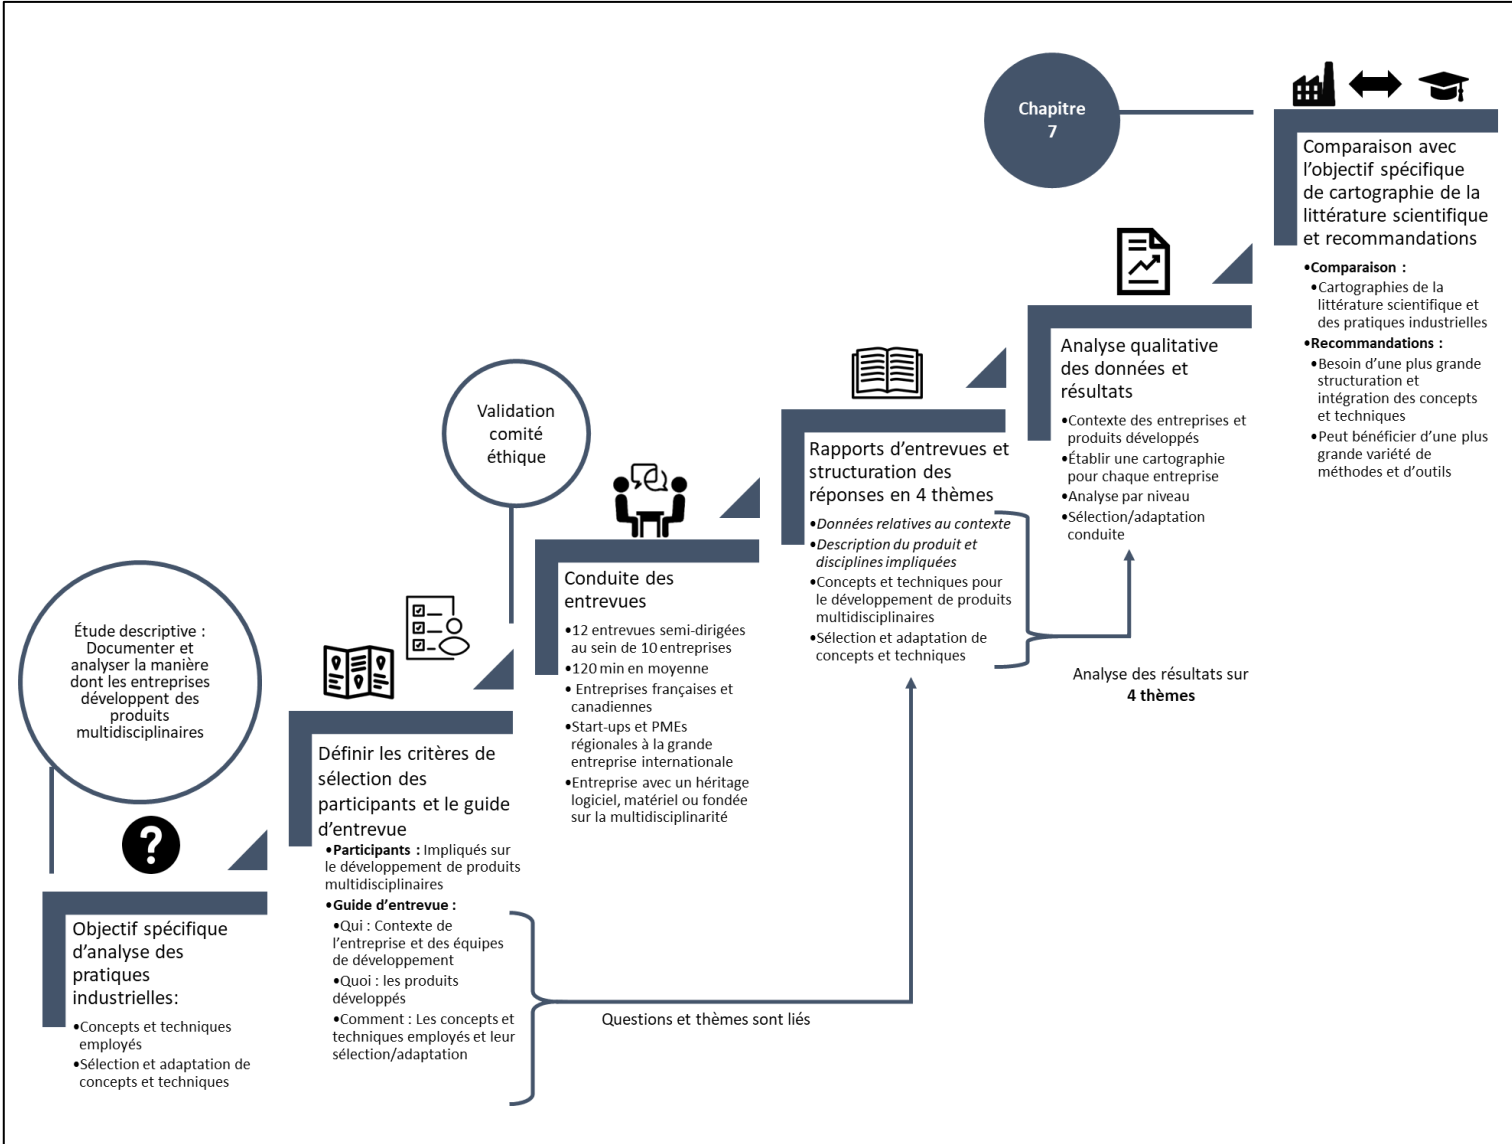 Étude descriptive :
Documenter et
analyser la manière
dont les entreprises
développent des
produits
multidisciplinaires
Objectif spécifique
d'analyse des
pratiques
industrielles:
•Concepts et techniques
employés
•Sélection et adaptation de
concepts et techniques
Définir les critères de
sélection des
participants et le guide
d'entrevue
•Participants : Impliqués sur
le développement de produits
multidisciplinaires
•Guide d'entrevue :
•Qui : Contexte de
l'entreprise et des équipes
de développement
•Quoi : les produits
développés
•Comment : Les concepts et
techniques employés et leur
sélection/adaptation
Questions et thèmes sont liés
Validation
comité
éthique
Conduite des
entrevues
•12 entrevues semi-dirigées
au sein de 10 entreprises
•120 min en moyenne
• Entreprises françaises et
canadiennes
•Start-ups et PMEs
régionales à la grande
entreprise internationale
•Entreprise avec un héritage
logiciel, matériel ou fondée
sur la multidisciplinarité
Rapports d'entrevues et
structuration des
réponses en 4 thèmes
•Données relatives au contexte
•Description du produit et
disciplines impliquées
•Concepts et techniques pour
le développement de produits
multidisciplinaires
•Sélection et adaptation de
concepts et techniques
Analyse des résultats sur
4 thèmes
Analyse qualitative
des données et
résultats
•Contexte des entreprises et
produits développés
•Établir une cartographie
pour chaque entreprise
•Analyse par niveau
•Sélection/adaptation
conduite
Chapitre
7
Comparaison avec
l'objectif spécifique
de cartographie de la
littérature scientifique
et recommandations
•Comparaison :
•Cartographies de la
littérature scientifique et
des pratiques industrielles
•Recommandations :
•Besoin d'une plus grande
structuration et
intégration des concepts
et techniques
•Peut bénéficier d'une plus
grande variété de
méthodes et d'outils